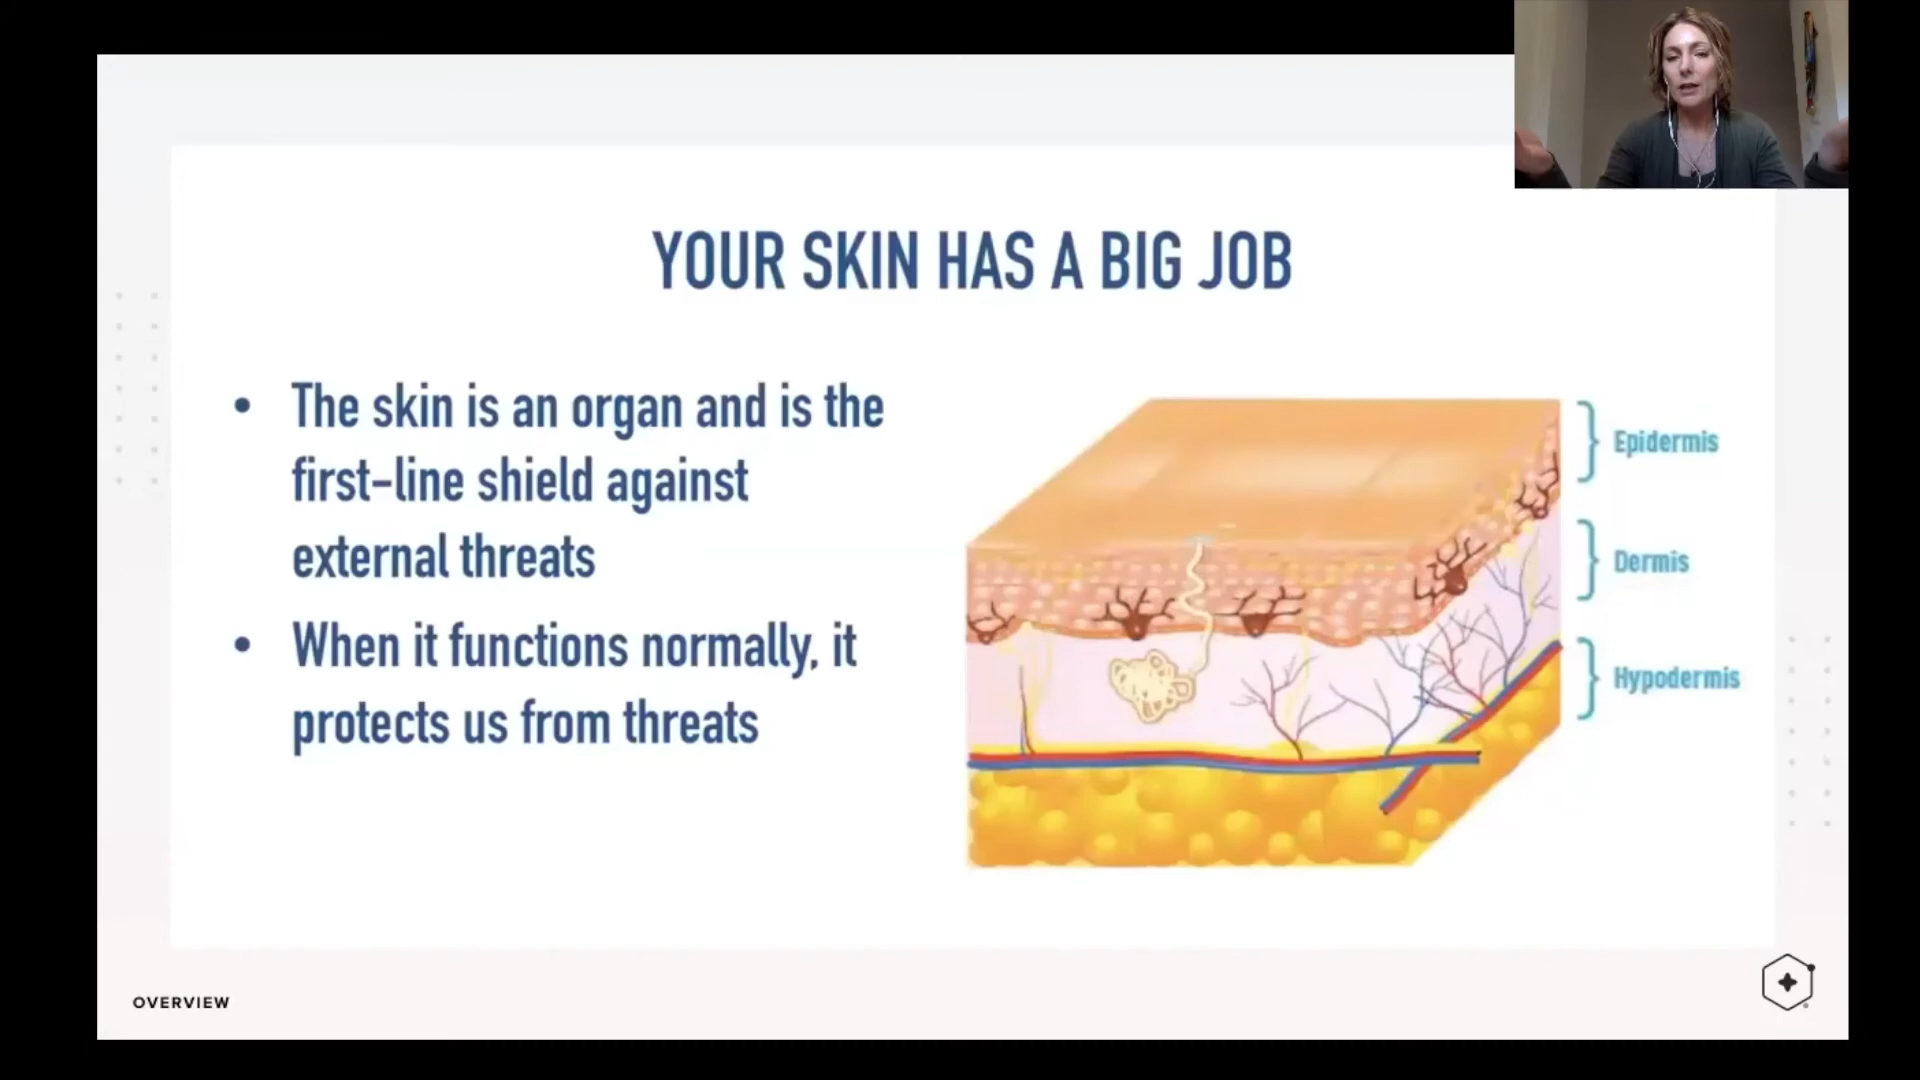 YOUR SKIN HAS A BIG JOB
• The skin is an organ and is the
first-line shield against
external threats
• When it functions normally, it
protects us from threats
Epidermis
Dermis
Hypodermis
OVERVIEW